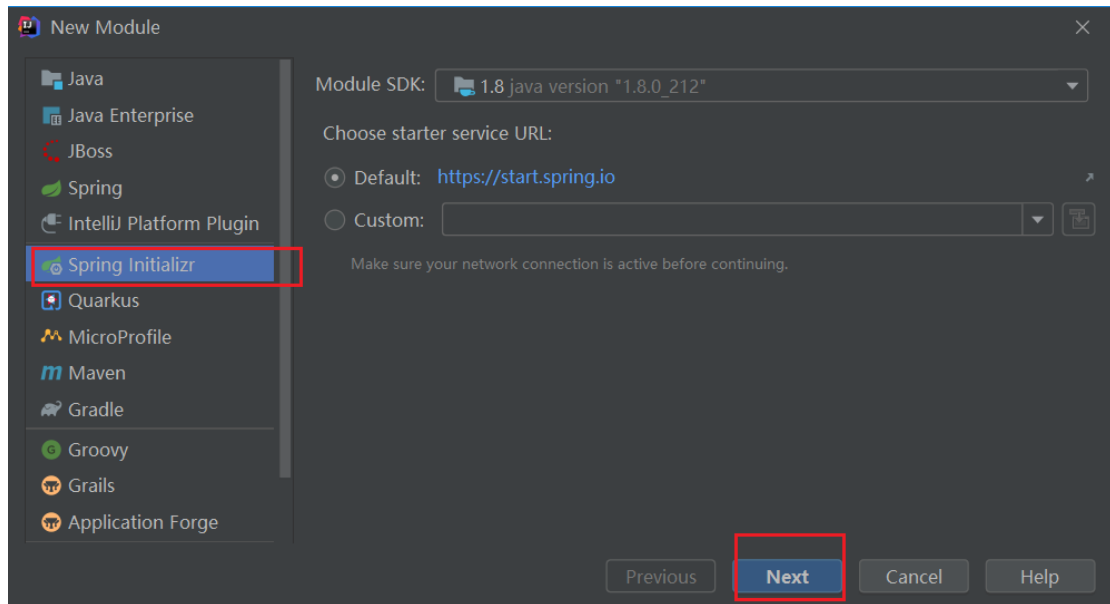 New Module
Java
Java Enterprise
JBoss
Spring
IntelliJ Platform Plugin
Spring Initializr
Quarkus
MicroProfile
Maven
Gradle
Groovy
Grails
Application Forge
Module SDK: 1.8 java version "1.8.0_212"
Choose starter service URL:
Default: https://start.spring.io
Custom:
Make sure your network connection is active before continuing.
Previous Next Cancel Help